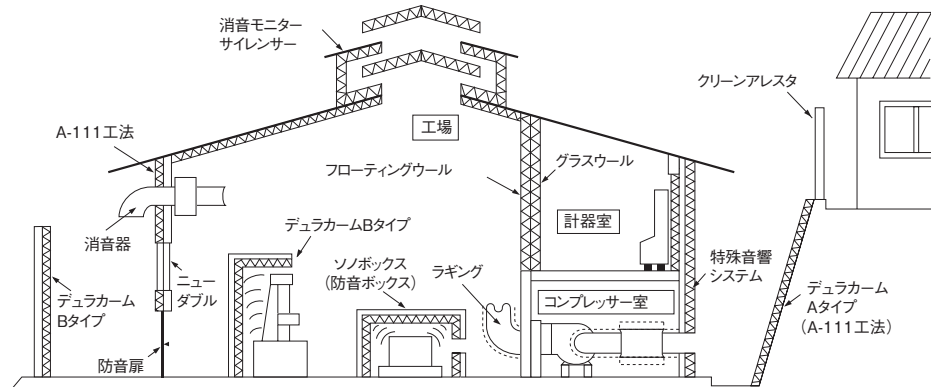 消音モニター
サイレンサー
クリーンアレスタ
工場
A-111工法
フローティングウール
グラスウール
計器室
消音器
デュラカームBタイプ
ソノボックス
(防音ボックス)
ラギング
特殊音響
システム
デュラカーム
Bタイプ
ニュー
ダブル
コンプレッサー室
デュラカーム
Aタイプ
(A-111工法)
防音扉